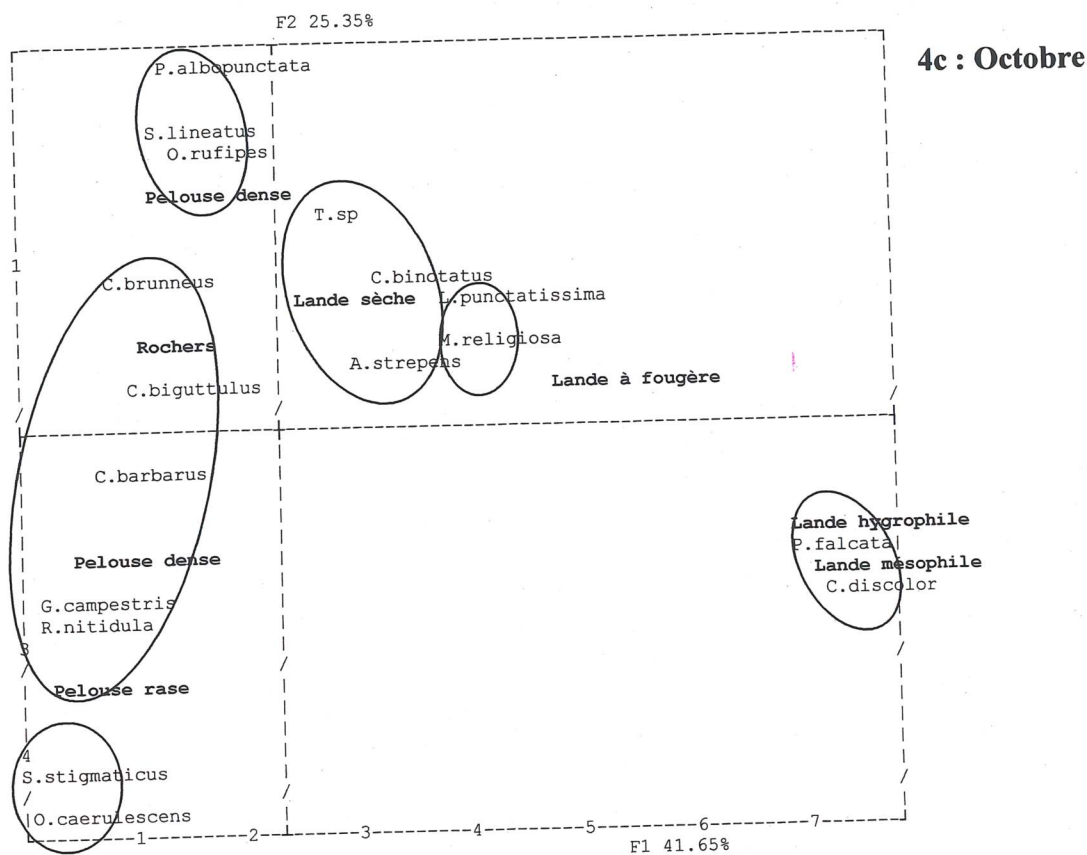 F2 25.35%
4c : Octobre
P.albopunctata
S.lineatus
O.rufipes
Pelouse dense
T.sp
1
C.brunneus
C.binotatus
Lande sèche
L.punctatissima
Rochers
M.religiosa
A.strepens
Lande à fougère
C.biguttulus
C.barbarus
Lande hygrophile
P.falcata
Pelouse dense
Lande mésophile
C.discolor
G.campestris
R.nitidula
3
Pelouse rase
4
S.stigmaticus
O.caerulescens
1 2 3 4 5 6 7
F1 41.65%